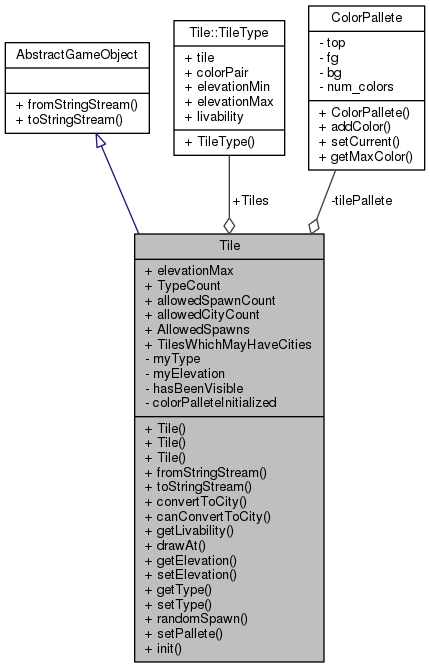 AbstractGameObject
+ fromStringStream()
+ toStringStream()
Tile::TileType
+ tile
+ colorPair
+ elevationMin
+ elevationMax
+ livability
+ TileType()
ColorPallete
- top
- fg
- bg
- num_colors
+ ColorPallete()
+ addColor()
+ setCurrent()
+ getMaxColor()
+Tiles
-tilePallete
Tile
+ elevationMax
+ TypeCount
+ allowedSpawnCount
+ allowedCityCount
+ AllowedSpawns
+ TilesWhichMayHaveCities
- myType
- myElevation
- hasBeenVisible
- colorPalleteInitialized
+ Tile()
+ Tile()
+ Tile()
+ fromStringStream()
+ toStringStream()
+ convertToCity()
+ canConvertToCity()
+ getLivability()
+ drawAt()
+ getElevation()
+ setElevation()
+ getType()
+ setType()
+ randomSpawn()
+ setPallete()
+ init()